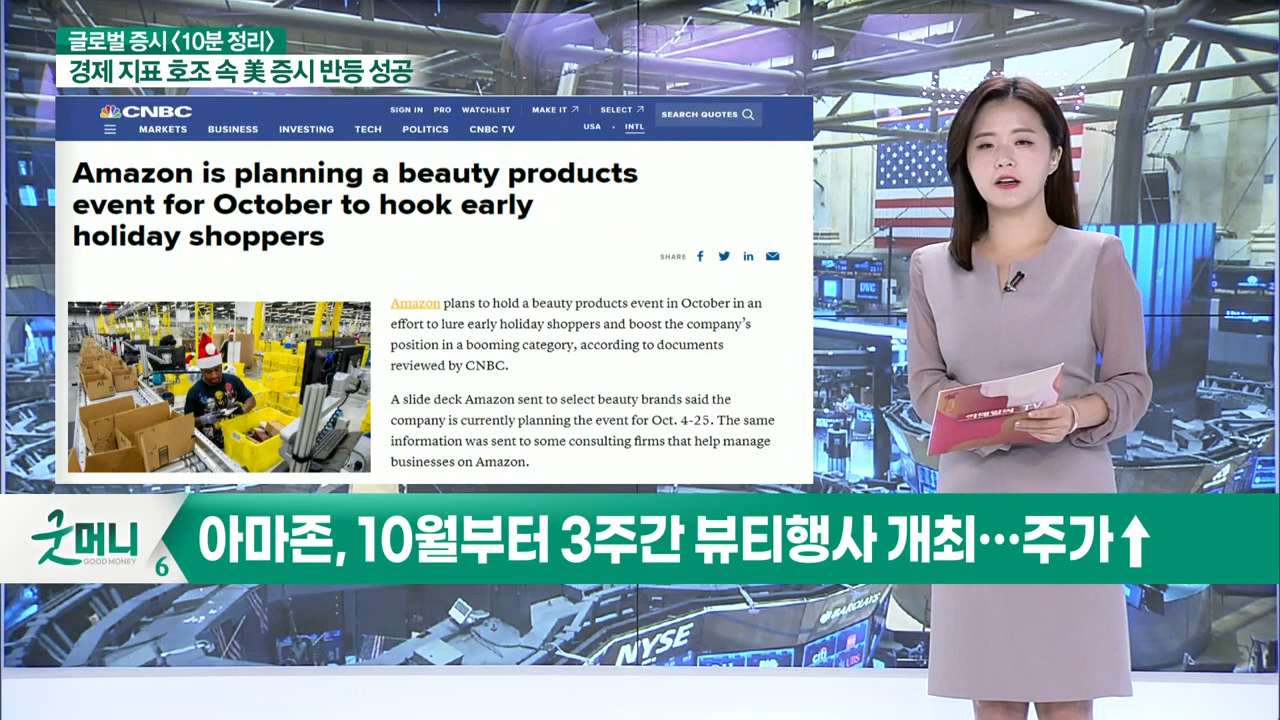 글로벌 증시 <10분 정리>
경제 지표 호조 속 美 증시 반등 성공
CNBC
SIGN IN PRO WATCHLIST MAKE IT SELECT
SEARCH QUOTES
MARKETS BUSINESS INVESTING TECH POLITICS CNBC TV
USA · INTL
Amazon is planning a beauty products
event for October to hook early
holiday shoppers
SHARE
Amazon plans to hold a beauty products event in October in an
effort to lure early holiday shoppers and boost the company's
position in a booming category, according to documents
reviewed by CNBC.
A slide deck Amazon sent to select beauty brands said the
company is currently planning the event for Oct. 4-25. The same
information was sent to some consulting firms that help manage
businesses on Amazon.
굿머니
GOOD MONEY
6
아마존, 10월부터 3주간 뷰티행사 개최…주가↑
BARCLAYS
NYSE
citi
UBS